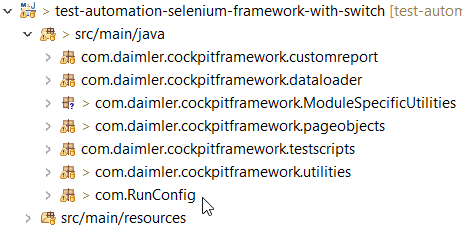 > test-automation-selenium-framework-with-switch [test-autom
> src/main/java
com.daimler.cockpitframework.customreport
com.daimler.cockpitframework.dataloader
> com.daimler.cockpitframework.ModuleSpecificUtilities
> com.daimler.cockpitframework.pageobjects
com.daimler.cockpitframework.testscripts
> com.daimler.cockpitframework.utilities
> com.RunConfig
src/main/resources